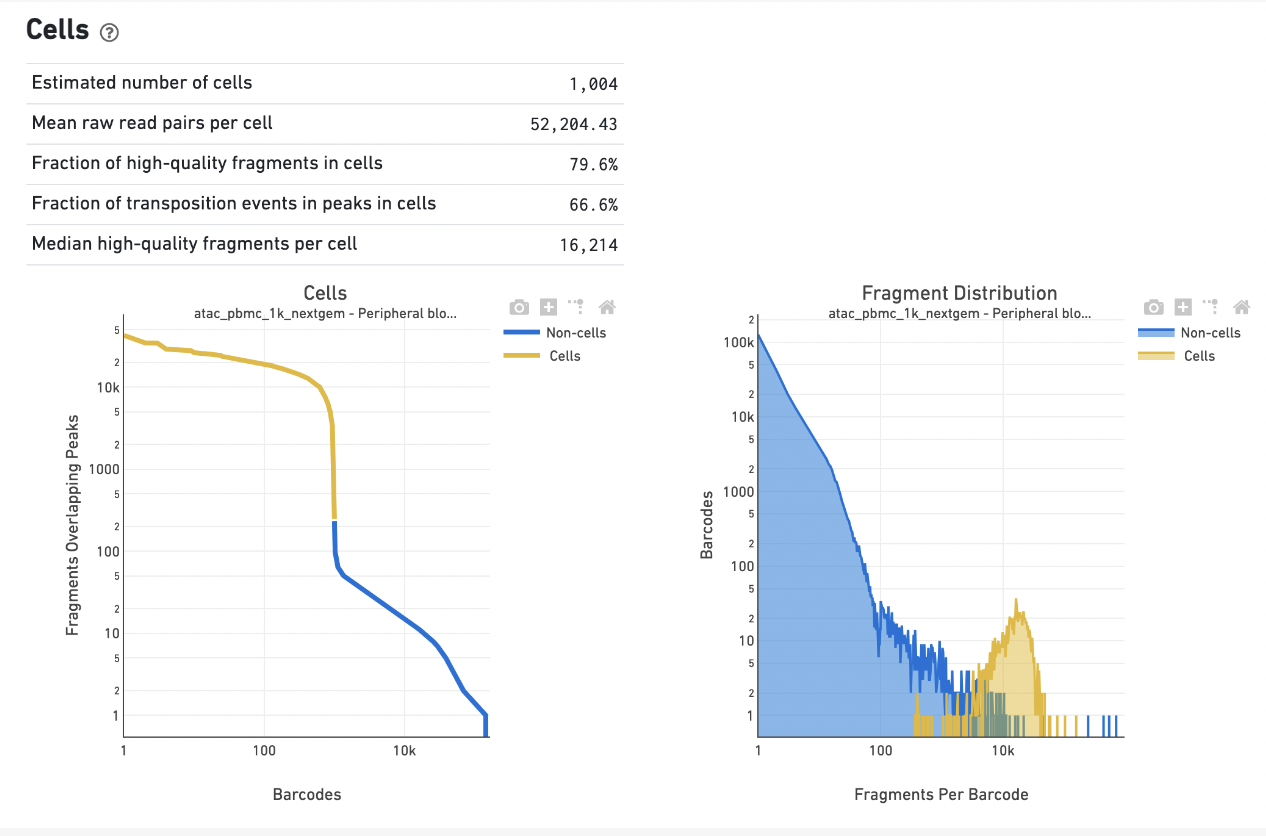 Cells ?
Estimated number of cells 1,004
Mean raw read pairs per cell 52,204.43
Fraction of high-quality fragments in cells 79.6%
Fraction of transposition events in peaks in cells 66.6%
Median high-quality fragments per cell 16,214
Cells
atac_pbmc_1k_nextgem - Peripheral blo...
Non-cells
Cells
5
2
10k
5
2
1000
5
2
100
5
2
10
5
2
1
Fragments Overlapping Peaks
1 100 10k
Barcodes
Fragment Distribution
atac_pbmc_1k_nextgem - Peripheral blo...
Non-cells
Cells
2
100k
5
2
10k
5
2
1000
5
2
100
5
2
10
5
2
1
Barcodes
1 100 10k
Fragments Per Barcode